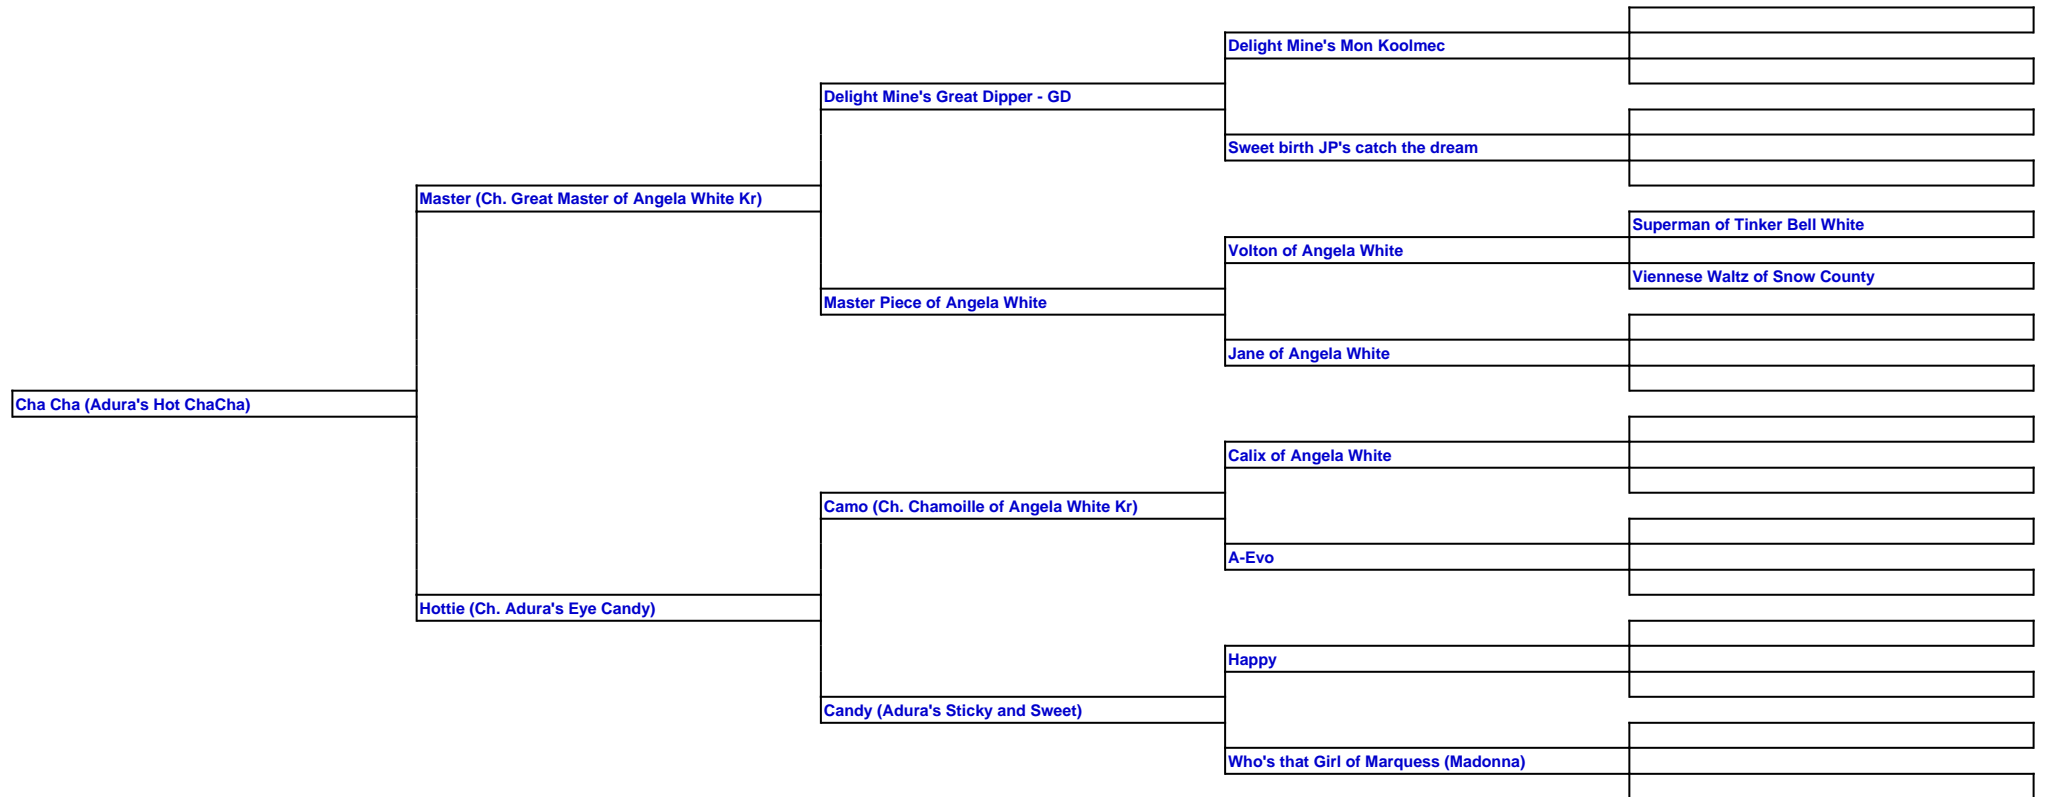 Delight Mine's Mon Koolmec
Delight Mine's Great Dipper - GD
Sweet birth JP's catch the dream
Master (Ch. Great Master of Angela White Kr)
Superman of Tinker Bell White
Volton of Angela White
Viennese Waltz of Snow County
Master Piece of Angela White
Jane of Angela White
Cha Cha (Adura's Hot ChaCha)
Calix of Angela White
Camo (Ch. Chamoille of Angela White Kr)
A-Evo
Hottie (Ch. Adura's Eye Candy)
Happy
Candy (Adura's Sticky and Sweet)
Who's that Girl of Marquess (Madonna)